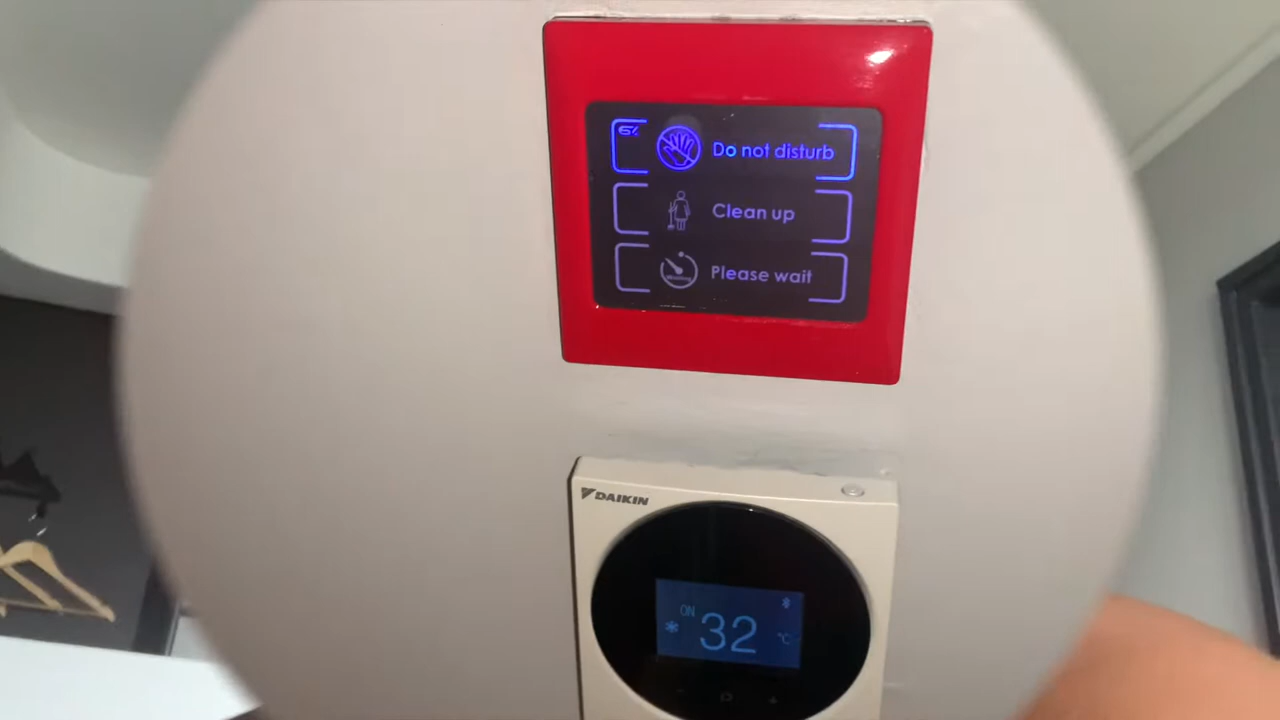 Do not disturb
Clean up
Please wait
DAIKIN
ON
32 °C